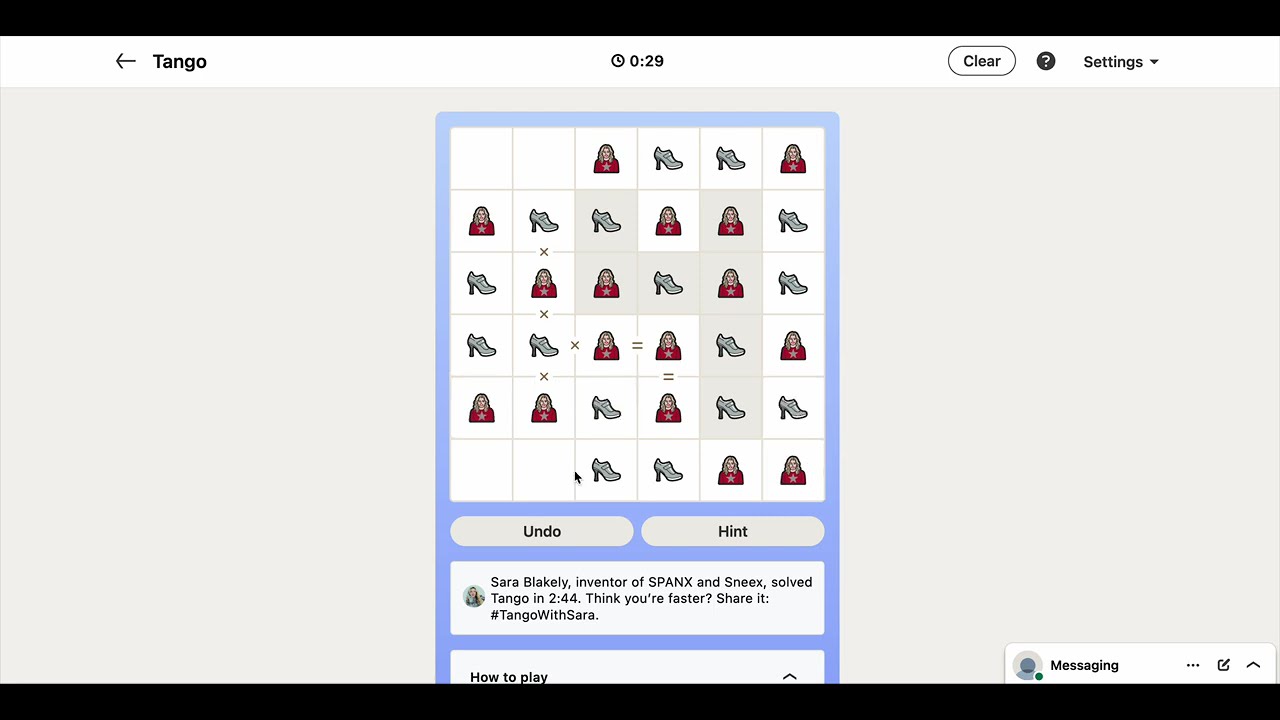 Tango
0:29
Clear
?
Settings
×
×
× =
× =
Undo
Hint
Sara Blakely, inventor of SPANX and Sneex, solved
Tango in 2:44. Think you're faster? Share it:
#TangoWithSara.
How to play
Messaging